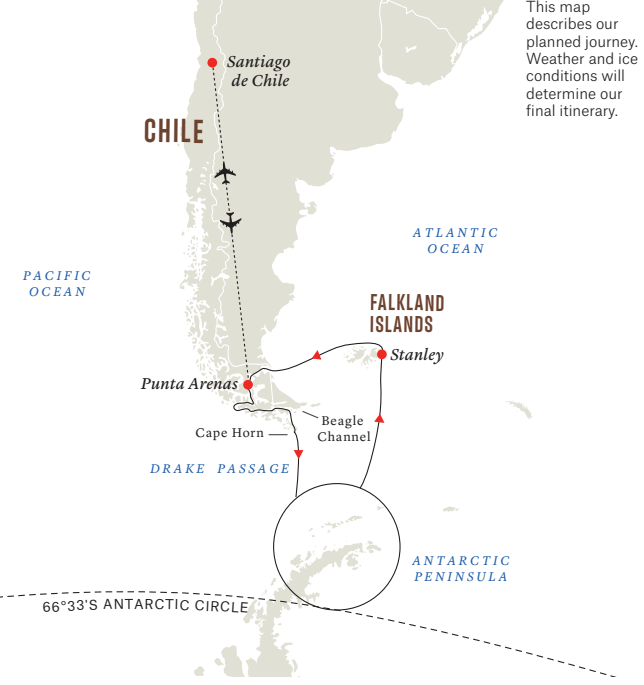 This map
describes our
planned journey.
Weather and ice
conditions will
determine our
final itinerary.
Santiago
de Chile
CHILE
ATLANTIC
OCEAN
PACIFIC
OCEAN
FALKLAND
ISLANDS
Stanley
Punta Arenas
Beagle
Channel
Cape Horn
DRAKE PASSAGE
ANTARCTIC
PENINSULA
66°33'S ANTARCTIC CIRCLE